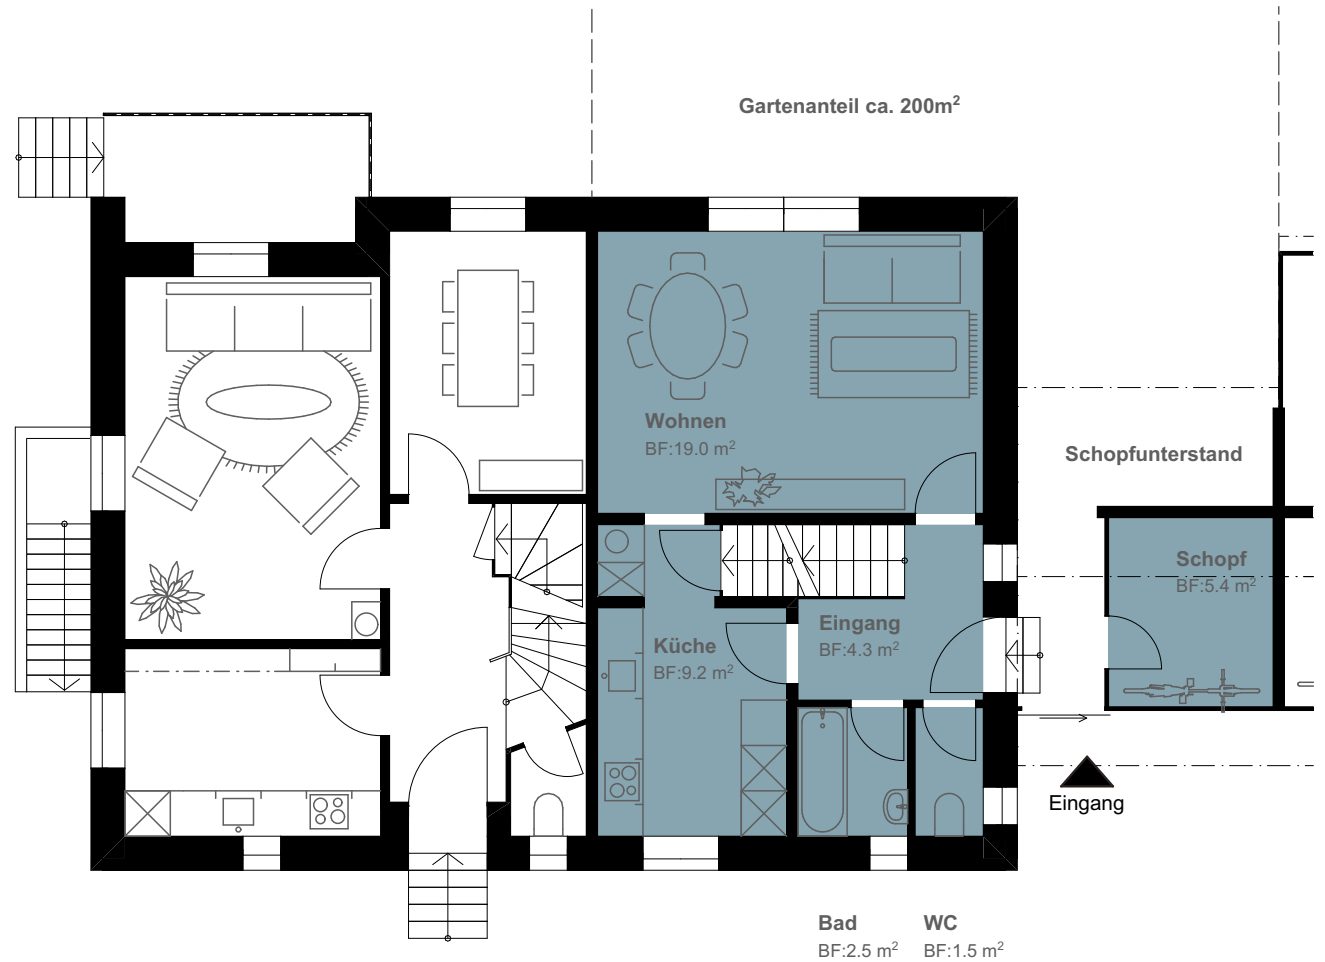 Gartenanteil ca. 200m²
Wohnen
BF:19.0 m²
Schopfunterstand
Schopf
BF:5.4 m²
Eingang
BF:4.3 m²
Küche
BF:9.2 m²
Eingang
Bad
BF:2.5 m²
WC
BF:1.5 m²